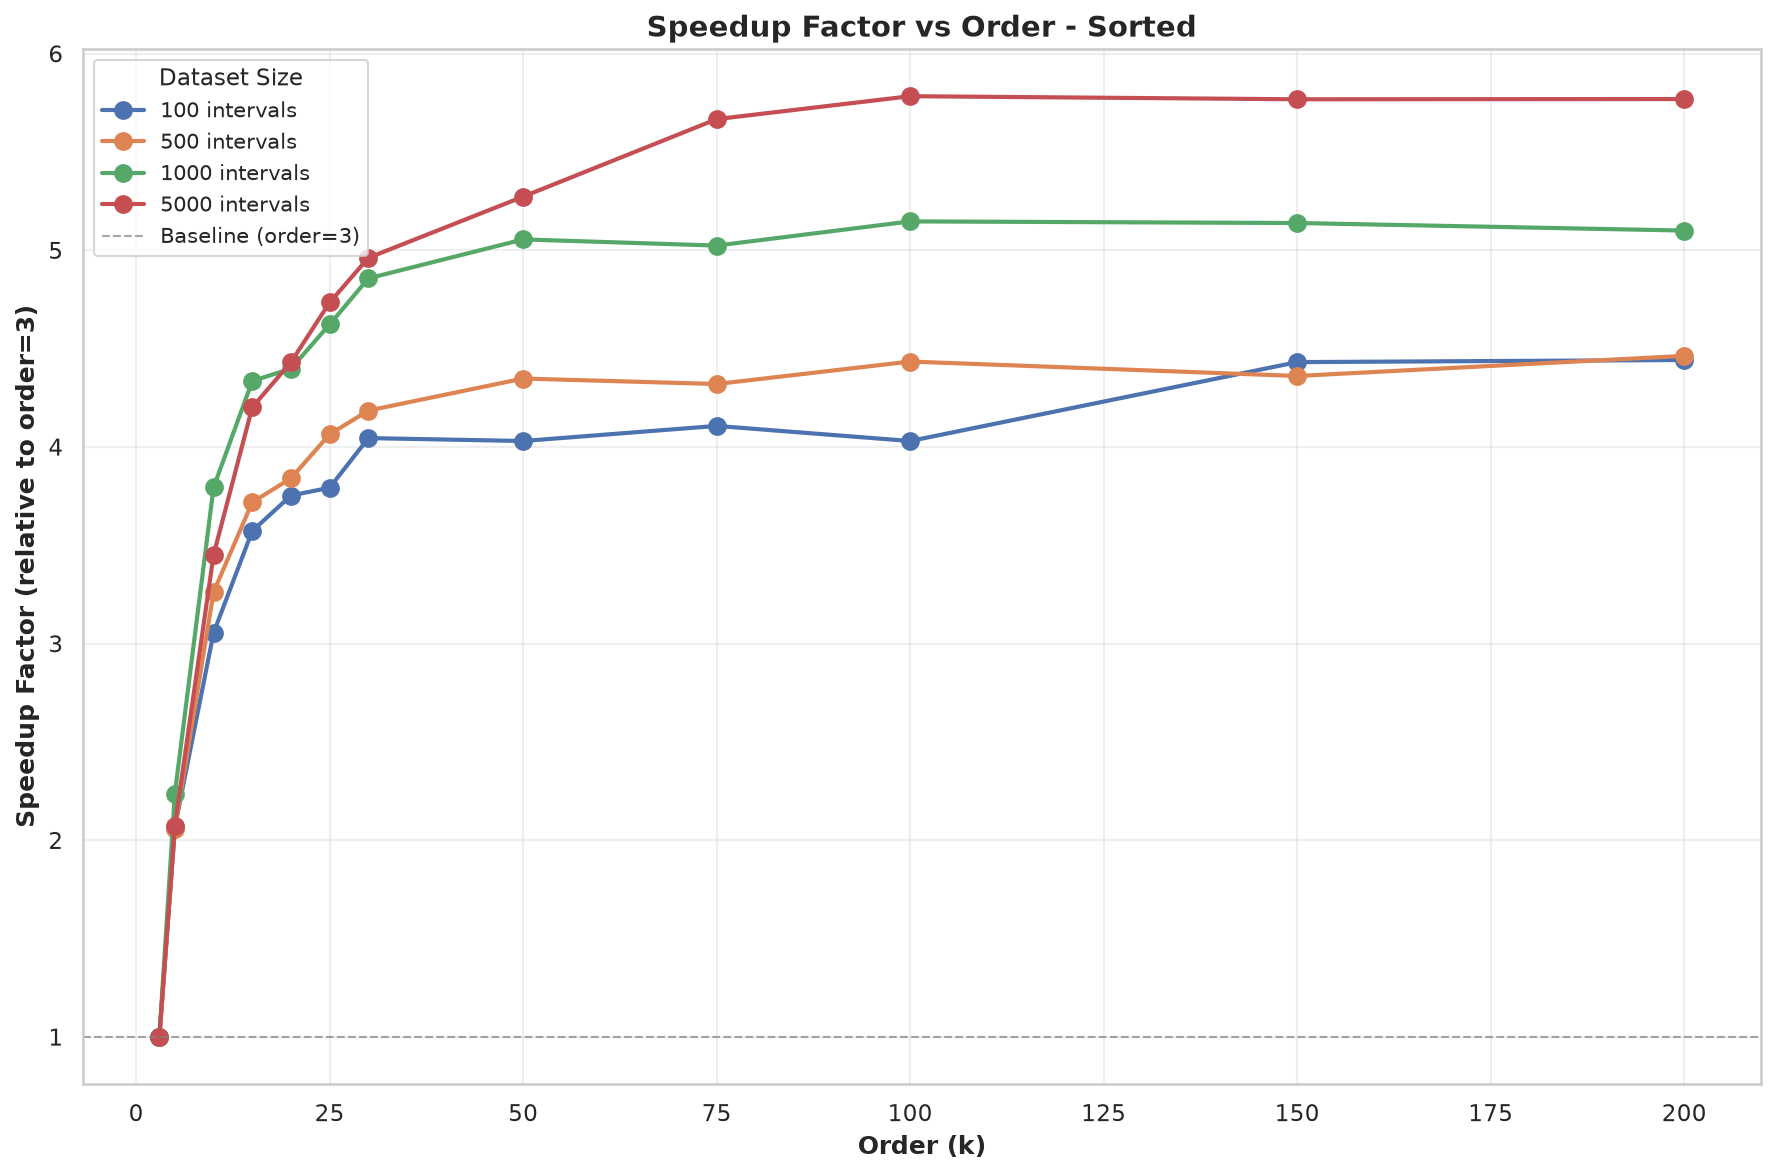 Speedup Factor vs Order - Sorted
Dataset Size
100 intervals
500 intervals
1000 intervals
5000 intervals
Baseline (order=3)
Speedup Factor (relative to order=3)
6
5
4
3
2
1
0 25 50 75 100 125 150 175 200
Order (k)